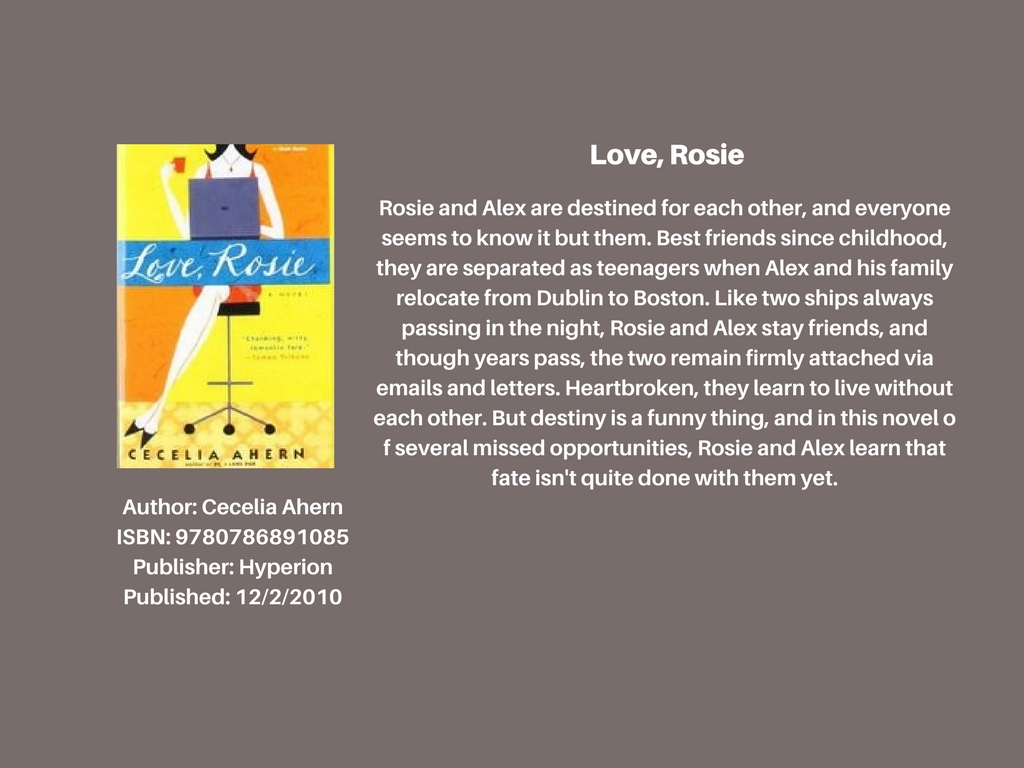 Love, Rosie
A NOVEL
"Charming, witty,
romantic tale."
—Tampa Tribune
CECELIA AHERN
Author: Cecelia Ahern
ISBN: 9780786891085
Publisher: Hyperion
Published: 12/2/2010
Love, Rosie
Rosie and Alex are destined for each other, and everyone
seems to know it but them. Best friends since childhood,
they are separated as teenagers when Alex and his family
relocate from Dublin to Boston. Like two ships always
passing in the night, Rosie and Alex stay friends, and
though years pass, the two remain firmly attached via
emails and letters. Heartbroken, they learn to live without
each other. But destiny is a funny thing, and in this novel o
f several missed opportunities, Rosie and Alex learn that
fate isn't quite done with them yet.